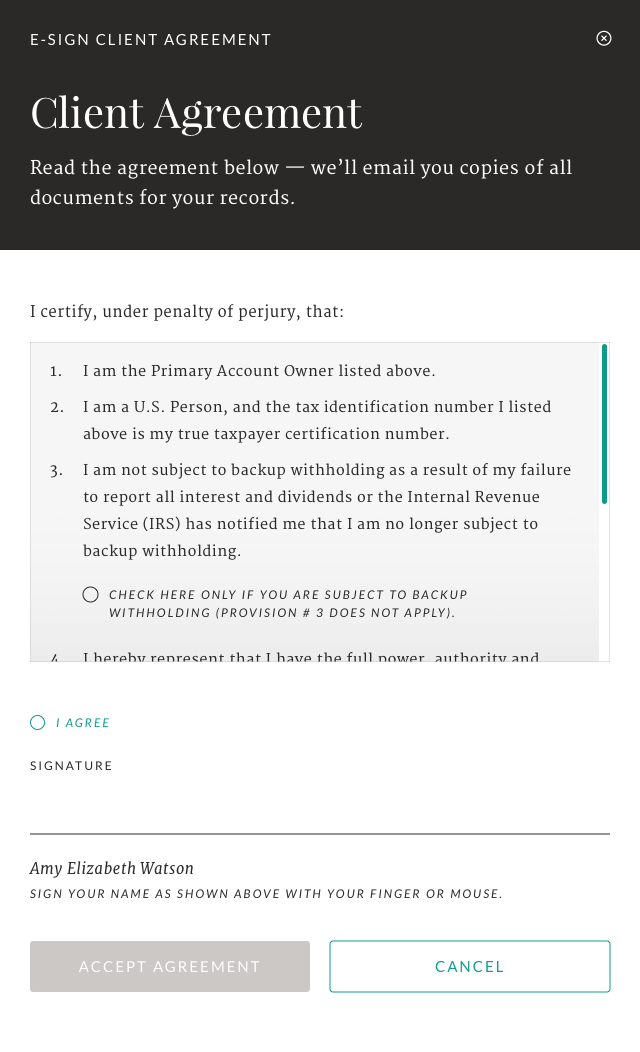 E-SIGN CLIENT AGREEMENT
Client Agreement
Read the agreement below — we’ll email you copies of all
documents for your records.
I certify, under penalty of perjury, that:
1. I am the Primary Account Owner listed above.
2. I am a U.S. Person, and the tax identification number I listed
above is my true taxpayer certification number.
3. I am not subject to backup withholding as a result of my failure
to report all interest and dividends or the Internal Revenue
Service (IRS) has notified me that I am no longer subject to
backup withholding.
CHECK HERE ONLY IF YOU ARE SUBJECT TO BACKUP
WITHHOLDING (PROVISION # 3 DOES NOT APPLY).
4. I hereby represent that I have the full power, authority and
I AGREE
SIGNATURE
Amy Elizabeth Watson
SIGN YOUR NAME AS SHOWN ABOVE WITH YOUR FINGER OR MOUSE.
ACCEPT AGREEMENT
CANCEL